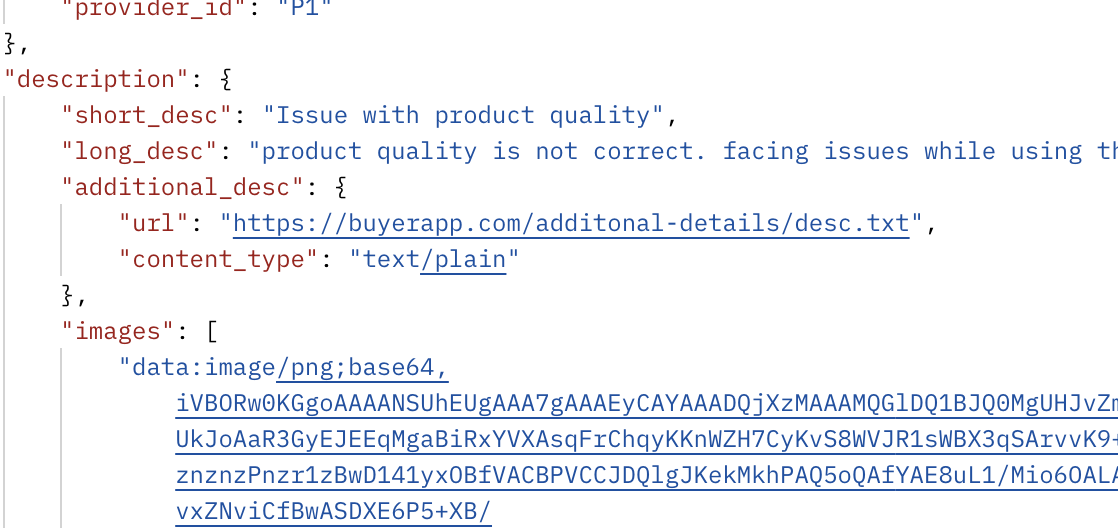 "provider_id": "P1"
},
"description": {
"short_desc": "Issue with product quality",
"long_desc": "product quality is not correct. facing issues while using th
"additional_desc": {
"url": "https://buyerapp.com/additonal-details/desc.txt",
"content_type": "text/plain"
},
"images": [
"data:image/png;base64,
iVBORw0KGgoAAAANSUhEUgAAA7gAAAEyCAYAAADQjXzMAAAMQGlDQ1BJQ0MgUHJvZm
UkJoAaR3GyEJEEqMgaBiRxYVXAsqFrChqyKKnWZH7CyKvS8WVJR1sWBX3qSArvvK9+
znznzPnzr1zBwD141yxOBfVACBPVCCJDQlgJKekMkhPAQ5oQAfYAE8uL1/Mio6OALA
vxZNviCfBwASDXE6P5+XB/